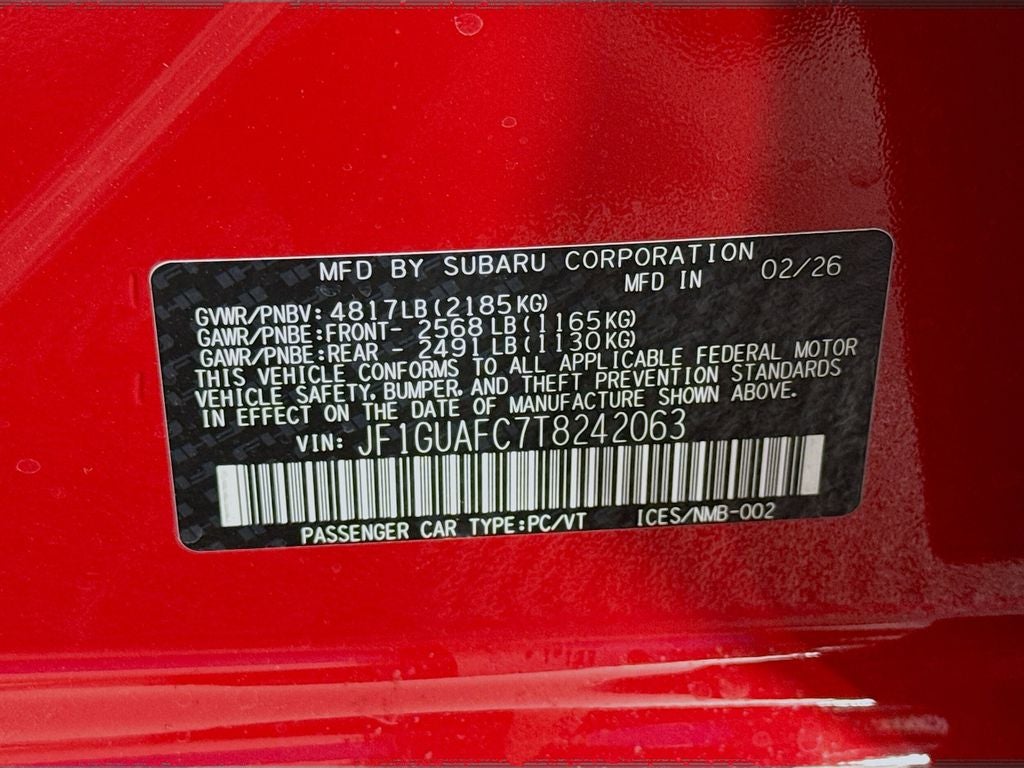 MFD BY SUBARU CORPORATION
MFD IN 02/26
GVWR/PNBV: 4817LB(2185KG)
GAWR/PNBE:FRONT- 2568LB(1165KG)
GAWR/PNBE:REAR - 2491LB(1130KG)
THIS VEHICLE CONFORMS TO ALL APPLICABLE FEDERAL MOTOR
VEHICLE SAFETY, BUMPER, AND THEFT PREVENTION STANDARDS
IN EFFECT ON THE DATE OF MANUFACTURE SHOWN ABOVE.
VIN: JF1GUAFC7T8242063
PASSENGER CAR TYPE:PC/VT ICES/NMB-002